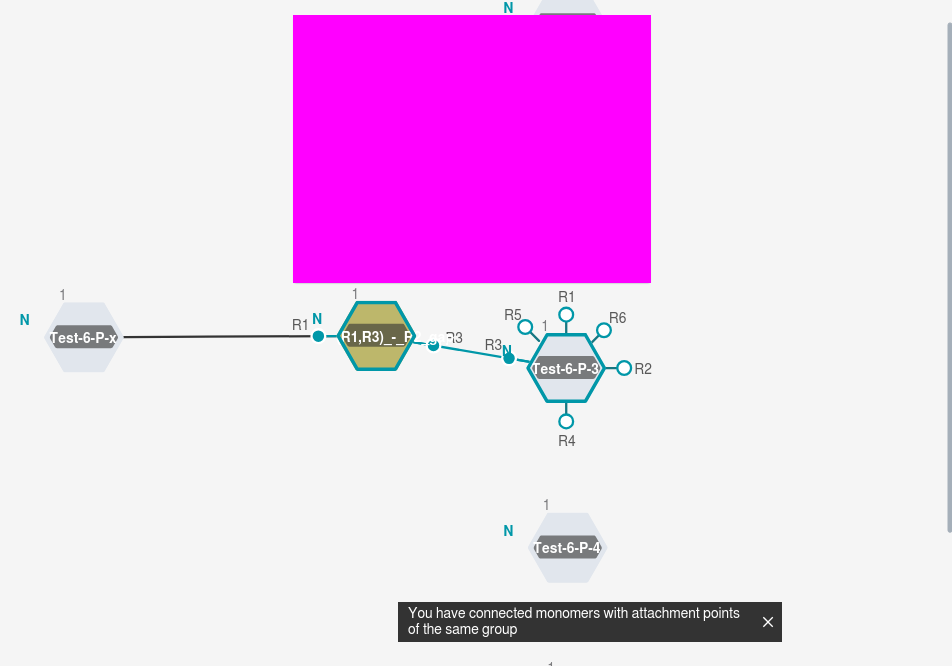 N
1
N
Test-6-P-x
R1
1
N
R1,R3)_-_
R3
R3
N
1
R5
R1
R6
R2
R4
Test-6-P-3
1
N
Test-6-P-4
You have connected monomers with attachment points
of the same group
1